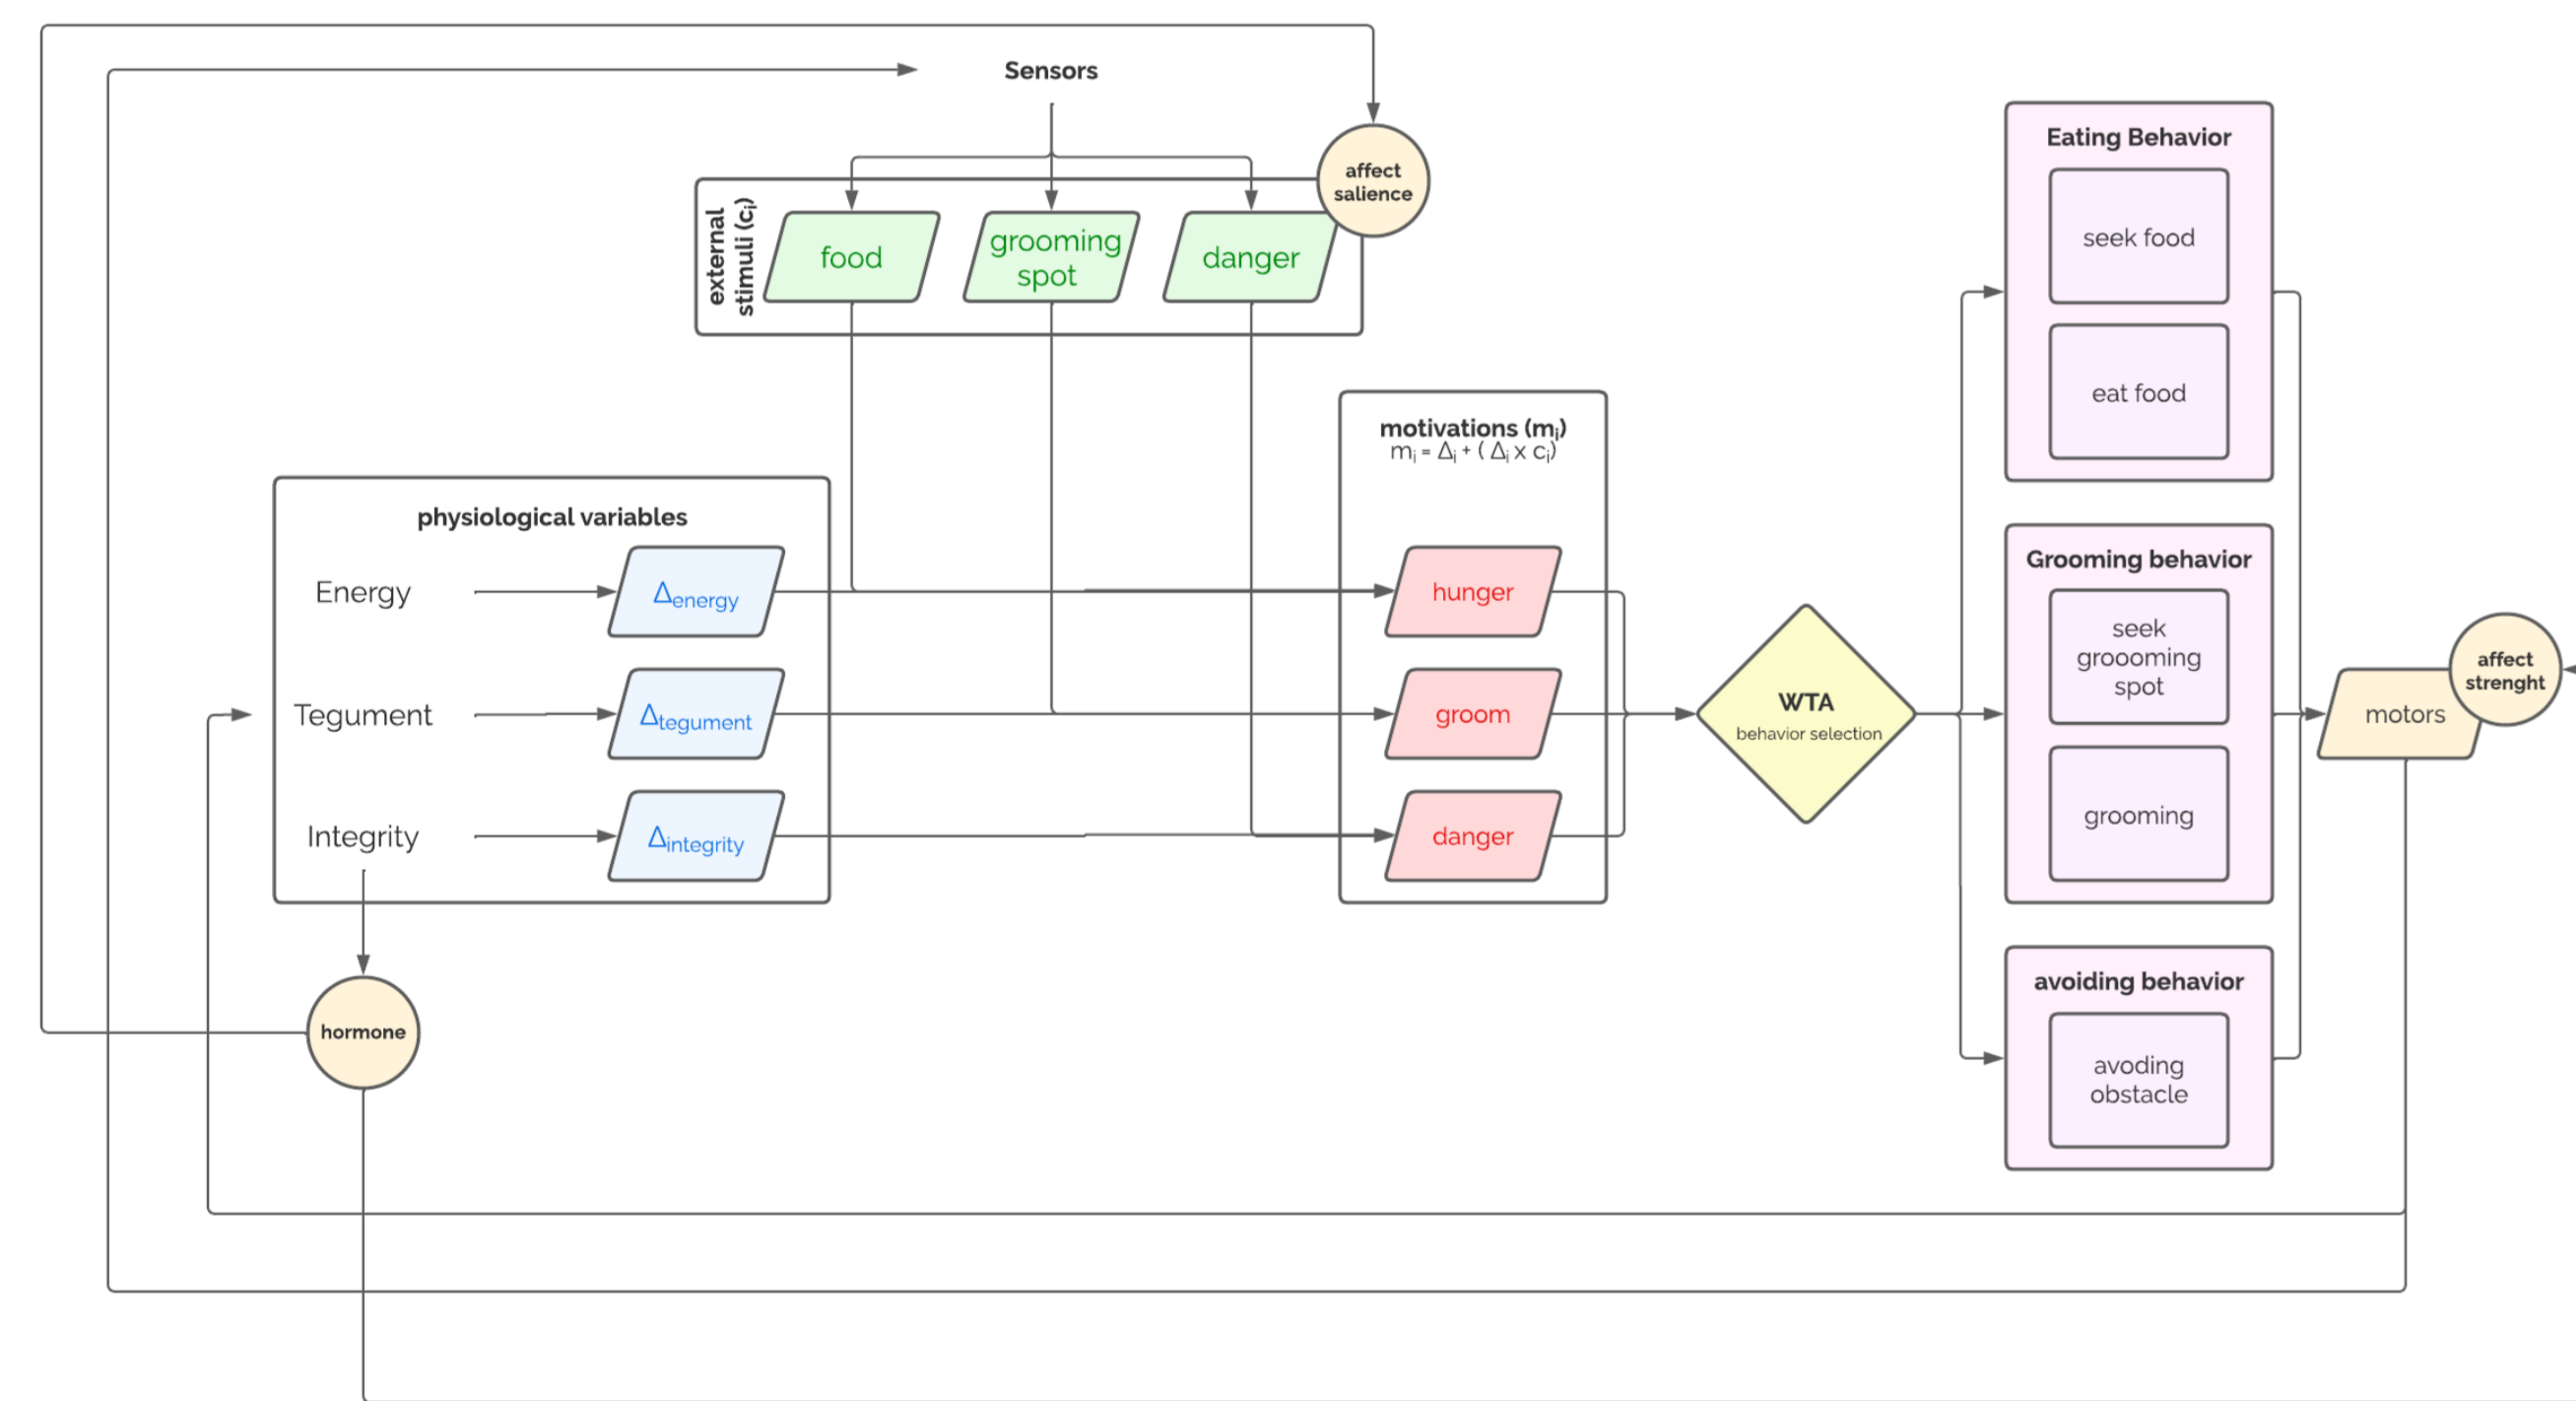 Sensors
affect
salience
external
stimuli (ci)
food
grooming
spot
danger
motivations (mi)
mi = Δi + ( Δi x ci)
physiological variables
Energy
Δenergy
hunger
Tegument
Δtegument
groom
Integrity
Δintegrity
danger
hormone
WTA
behavior selection
Eating Behavior
seek food
eat food
Grooming behavior
seek
groooming
spot
grooming
avoiding behavior
avoding
obstacle
motors
affect
strenght